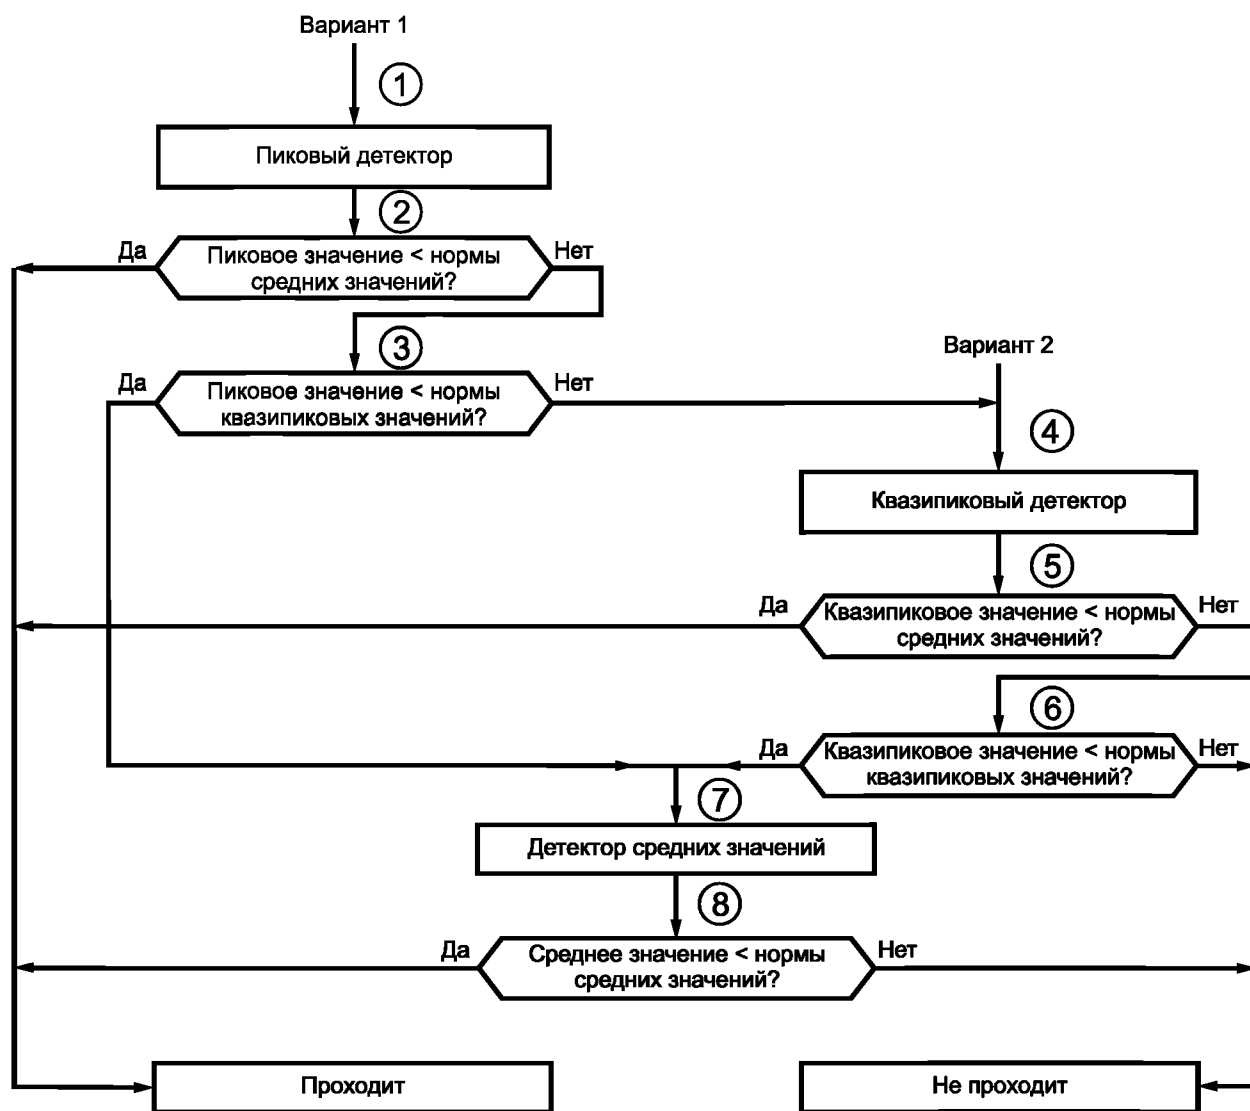 Вариант 1
1
Пиковый детектор
2
Да
Пиковое значение < нормы
средних значений?
Нет
3
Да
Пиковое значение < нормы
квазипиковых значений?
Нет
Вариант 2
4
Квазипиковый детектор
5
Да
Квазипиковое значение < нормы
средних значений?
Нет
6
Да
Квазипиковое значение < нормы
квазипиковых значений?
Нет
7
Детектор средних значений
8
Да
Среднее значение < нормы
средних значений?
Нет
Проходит
Не проходит